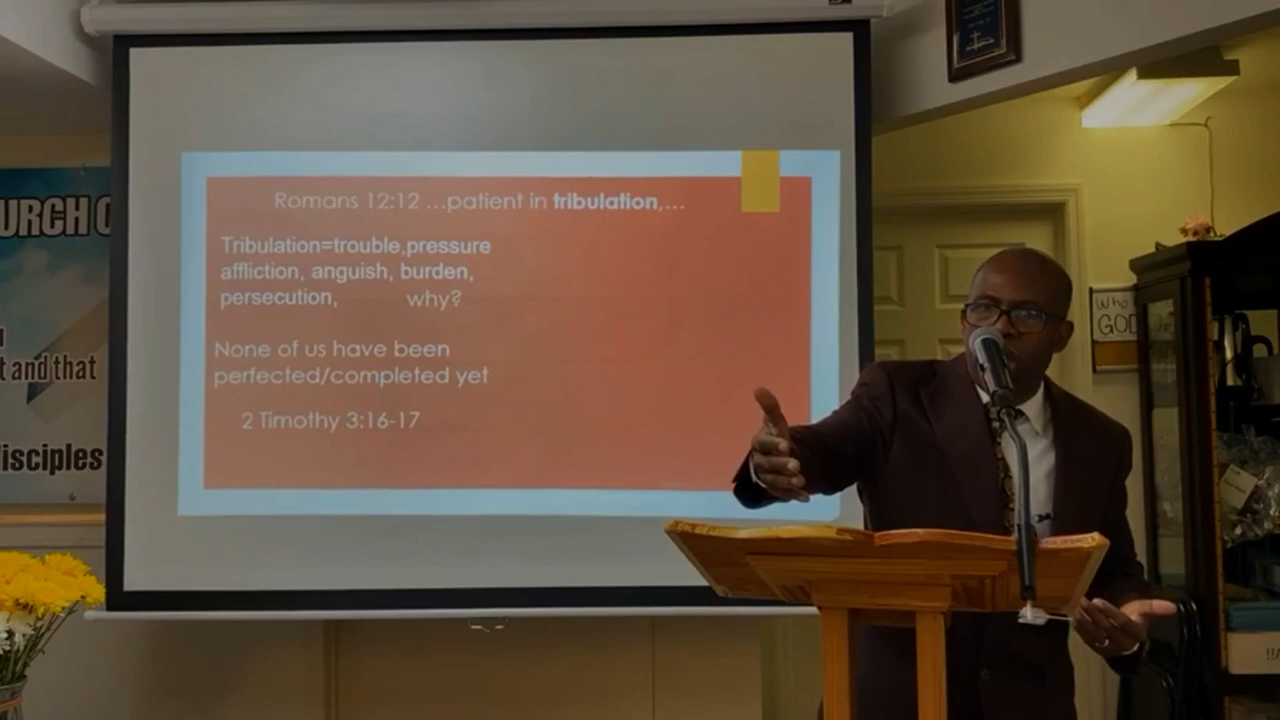 URCH
t and that
isciples
Romans 12:12 ...patient in tribulation,...
Tribulation=trouble,pressure
affliction, anguish, burden,
persecution, why?
None of us have been
perfected/completed yet
2 Timothy 3:16-17
Who
GOD